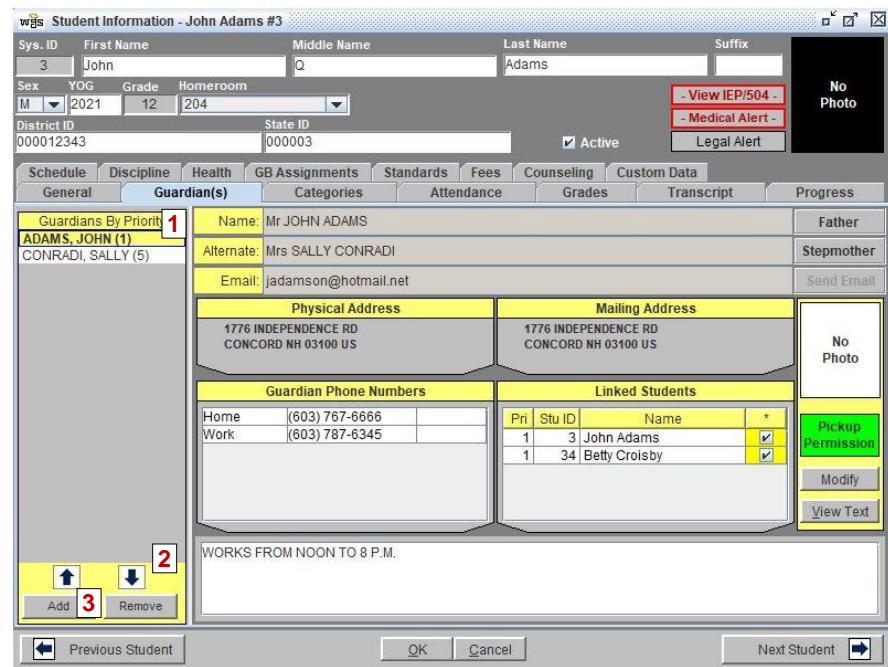 wgs Student Information - John Adams #3
Sys. ID First Name Middle Name Last Name Suffix
3 John Q Adams
No Photo
Sex YOG Grade Homeroom
M 2021 12 204
- View IEP/504 -
- Medical Alert -
District ID State ID
000012343 000003 Active Legal Alert
Schedule Discipline Health GB Assignments Standards Fees Counseling Custom Data
General Guardian(s) Categories Attendance Grades Transcript Progress
Guardians By Priority 1
ADAMS, JOHN (1)
CONRADI, SALLY (5)
Name: Mr JOHN ADAMS Father
Alternate: Mrs SALLY CONRADI Stepmother
Email: jadamson@hotmail.net Send Email
Physical Address Mailing Address
1776 INDEPENDENCE RD 1776 INDEPENDENCE RD
CONCORD NH 03100 US CONCORD NH 03100 US
No
Photo
Guardian Phone Numbers Linked Students
Home (603) 767-6666
Work (603) 787-6345
Pri Stu ID Name *
1 3 John Adams
1 34 Betty Croisby
Pickup
Permission
Modify
View Text
WORKS FROM NOON TO 8 P.M.
2
Add 3 Remove
Previous Student OK Cancel Next Student